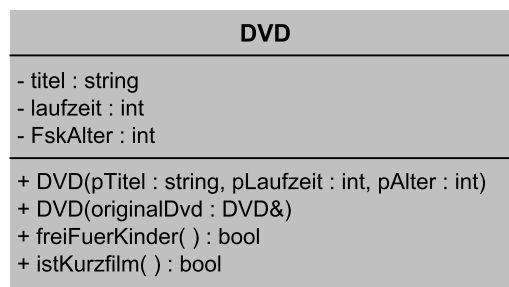 DVD
- titel : string
- laufzeit : int
- FskAlter : int
+ DVD(pTitel : string, pLaufzeit : int, pAlter : int)
+ DVD(originalDvd : DVD&)
+ freiFuerKinder( ) : bool
+ istKurzfilm( ) : bool